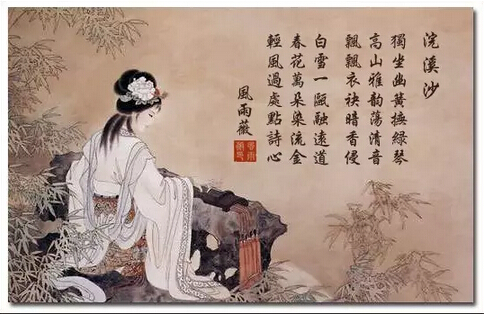 浣溪沙
獨坐幽篁撫綠琴
高山雅韵蕩清音
飄飄衣袂暗香侵
白雪一甌融遠道
春花萬朵染流金
輕風過處點詩心
風雨薇